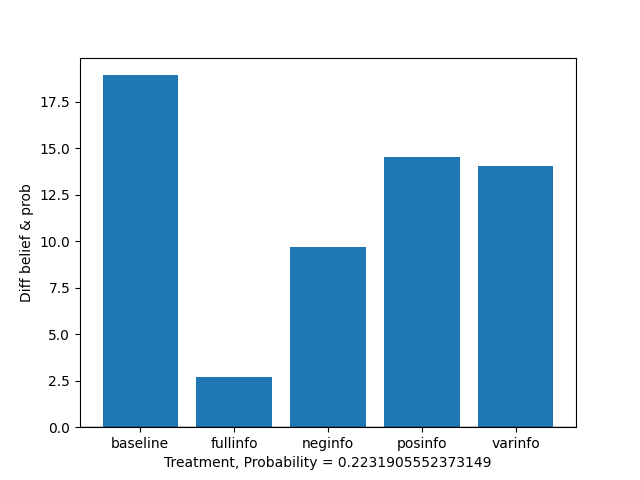 17.5
15.0
12.5
10.0
7.5
5.0
2.5
0.0
Diff belief & prob
baseline fullinfo neginfo posinfo varinfo
Treatment, Probability = 0.2231905552373149